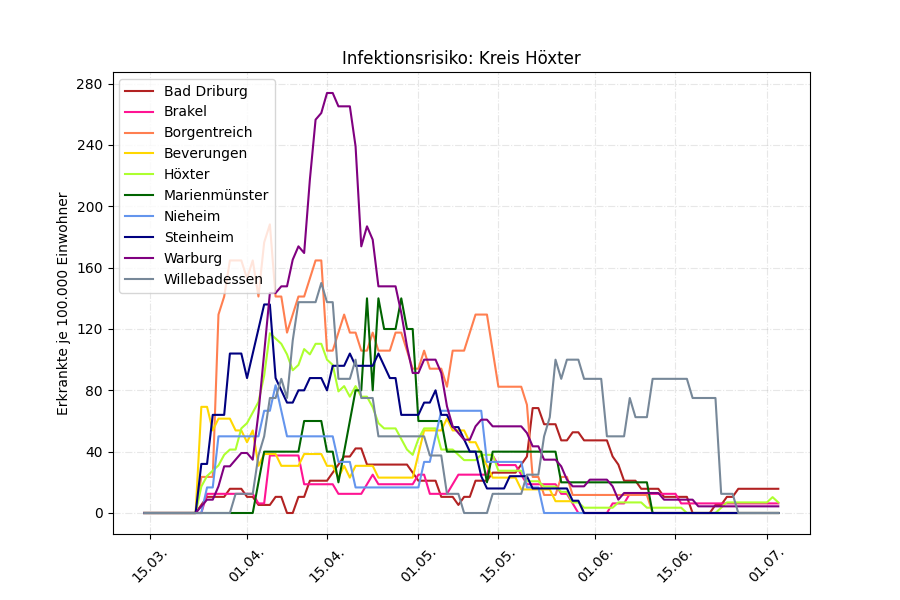 Infektionsrisiko: Kreis Höxter
Erkrankte je 100.000 Einwohner
280
240
200
160
120
80
40
0
Bad Driburg
Brakel
Borgentreich
Beverungen
Höxter
Marienmünster
Nieheim
Steinheim
Warburg
Willebadessen
15.03.
01.04.
15.04.
01.05.
15.05.
01.06.
15.06.
01.07.